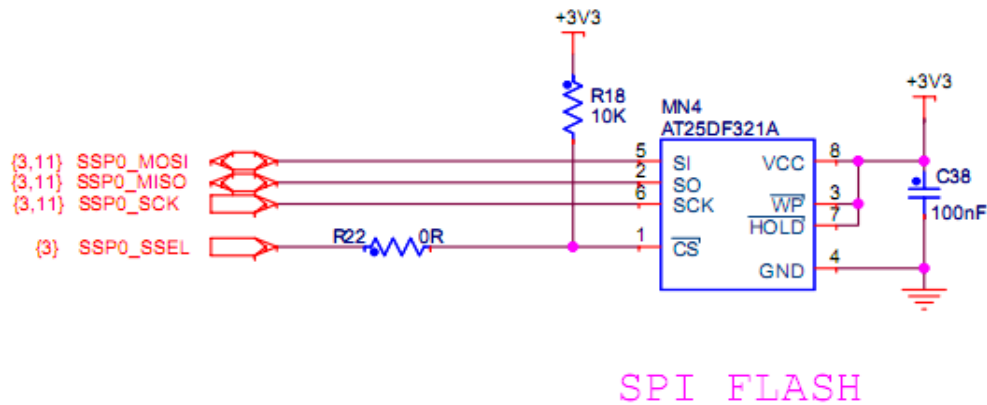 +3V3
R18
10K
+3V3
MN4
AT25DF321A
{3,11} SSP0_MOSI
5 SI
VCC 8
{3,11} SSP0_MISO
2 SO
C38
{3,11} SSP0_SCK
6 SCK
WP 3
100nF
HOLD 7
{3} SSP0_SSEL
R22 0R
1 CS
GND 4
SPI FLASH